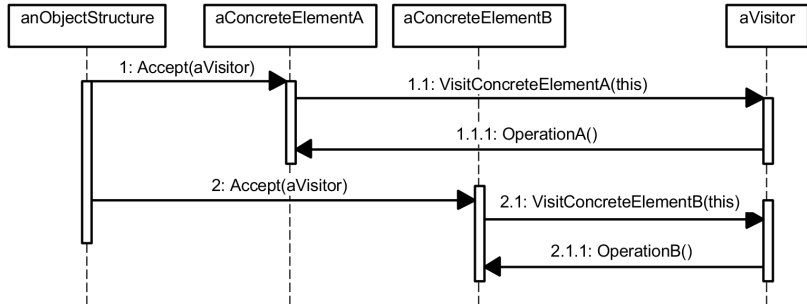 anObjectStructure
aConcreteElementA
aConcreteElementB
aVisitor
1: Accept(aVisitor)
1.1: VisitConcreteElementA(this)
1.1.1: OperationA()
2: Accept(aVisitor)
2.1: VisitConcreteElementB(this)
2.1.1: OperationB()